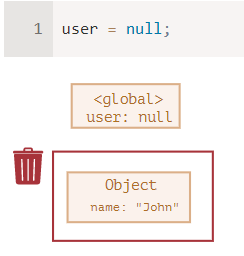 1 user = null;
<global>
user: null
Object
name: "John"